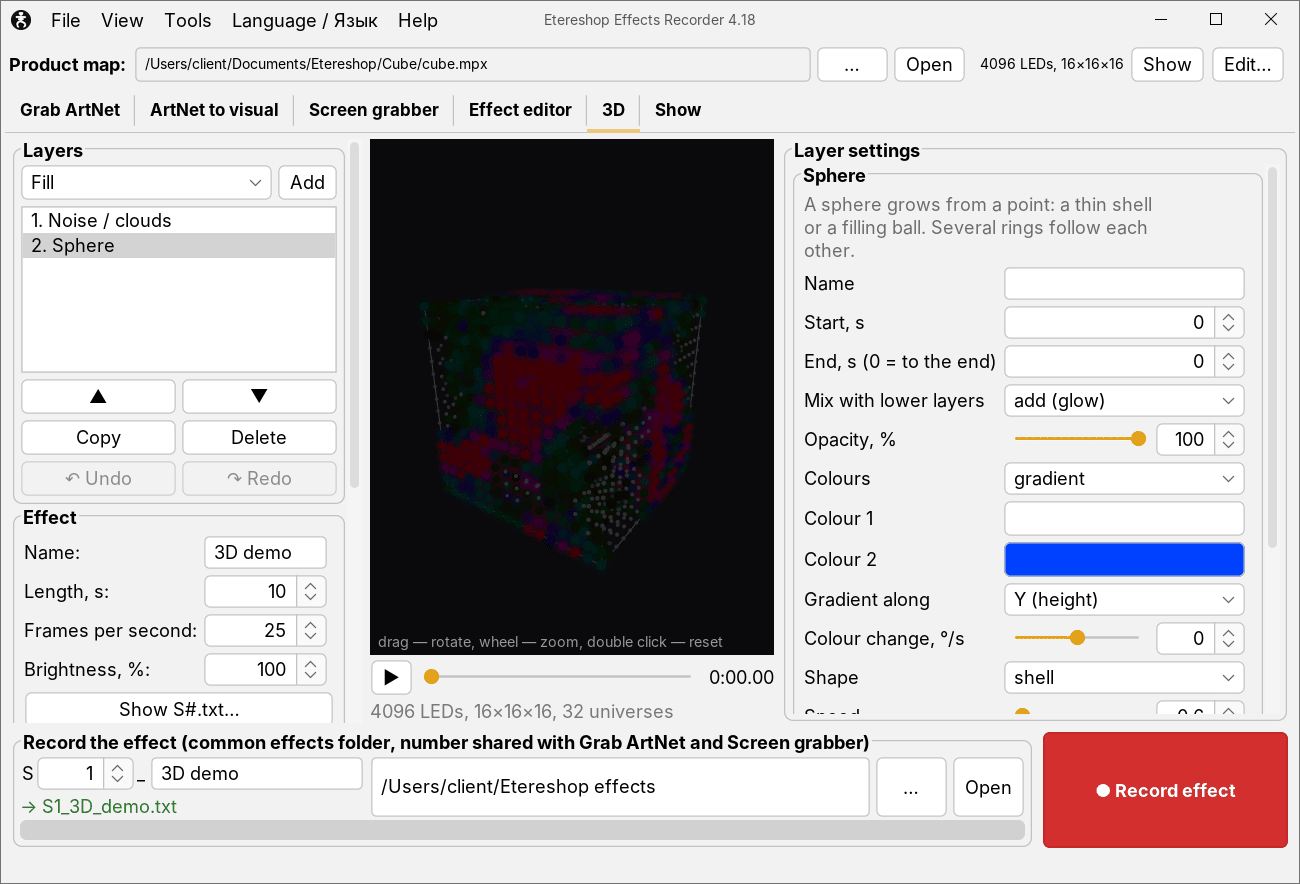 File View Tools Language / Язык Help Etereshop Effects Recorder 4.18
Product map: /Users/client/Documents/Etereshop/Cube/cube.mpx ... Open 4096 LEDs, 16×16×16 Show Edit...
Grab ArtNet ArtNet to visual Screen grabber Effect editor 3D Show
Layers
Fill Add
1. Noise / clouds
2. Sphere
▲ ▼
Copy Delete
↶ Undo ↷ Redo
Effect
Name: 3D demo
Length, s: 10
Frames per second: 25
Brightness, %: 100
Show S#.txt...
drag — rotate, wheel — zoom, double click — reset
0:00.00
4096 LEDs, 16×16×16, 32 universes
Layer settings
Sphere
A sphere grows from a point: a thin shell
or a filling ball. Several rings follow each
other.
Name
Start, s 0
End, s (0 = to the end) 0
Mix with lower layers add (glow)
Opacity, % 100
Colours gradient
Colour 1
Colour 2
Gradient along Y (height)
Colour change, °/s 0
Shape shell
Record the effect (common effects folder, number shared with Grab ArtNet and Screen grabber)
S 1 _ 3D demo /Users/client/Etereshop effects ... Open
→ S1_3D_demo.txt
● Record effect